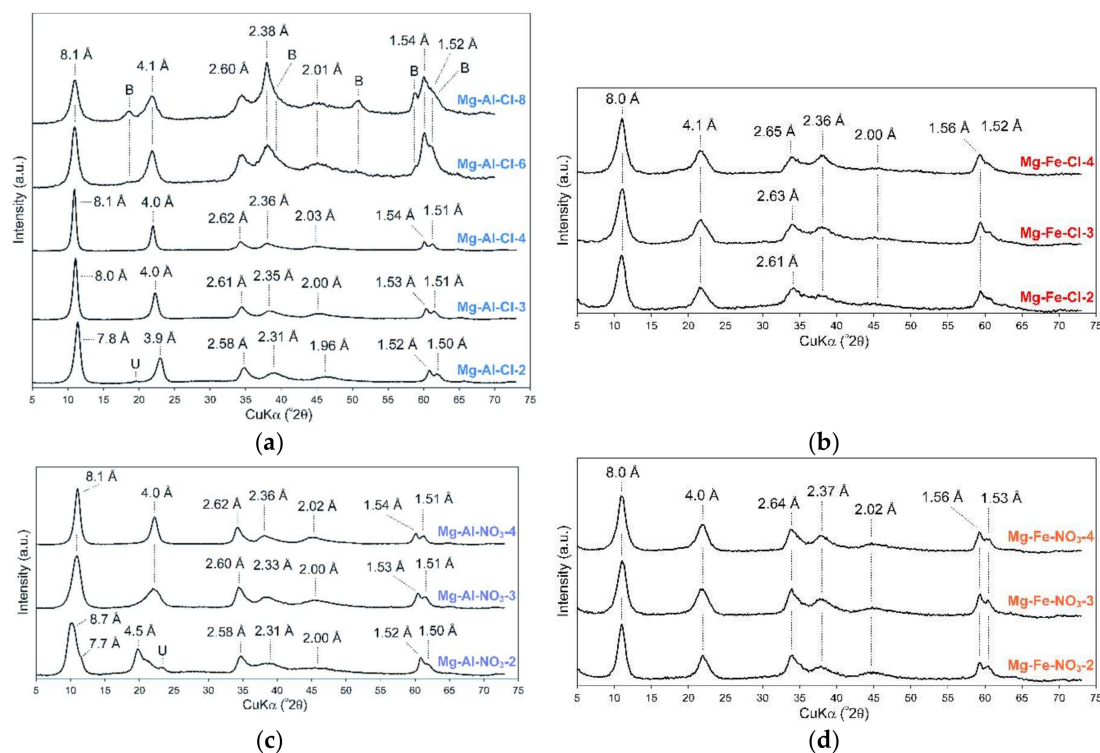 8.1 Å
B
4.1 Å
2.60 Å
2.38 Å
B
2.01 Å
B
B
1.54 Å
1.52 Å
B
Mg-Al-Cl-8
Mg-Al-Cl-6
8.1 Å
4.0 Å
2.62 Å
2.36 Å
2.03 Å
1.54 Å
1.51 Å
Mg-Al-Cl-4
8.0 Å
4.0 Å
2.61 Å
2.35 Å
2.00 Å
1.53 Å
1.51 Å
Mg-Al-Cl-3
7.8 Å
U
3.9 Å
2.58 Å
2.31 Å
1.96 Å
1.52 Å
1.50 Å
Mg-Al-Cl-2
Intensity (a.u.)
5 10 15 20 25 30 35 40 45 50 55 60 65 70 75
CuKα (°2θ)
(a)
8.0 Å
4.1 Å
2.65 Å
2.36 Å
2.00 Å
1.56 Å
1.52 Å
Mg-Fe-Cl-4
2.63 Å
Mg-Fe-Cl-3
2.61 Å
Mg-Fe-Cl-2
Intensity (a.u.)
5 10 15 20 25 30 35 40 45 50 55 60 65 70 75
CuKα (°2θ)
(b)
8.1 Å
4.0 Å
2.62 Å
2.36 Å
2.02 Å
1.54 Å
1.51 Å
Mg-Al-NO₃-4
2.60 Å
2.33 Å
2.00 Å
1.53 Å
1.51 Å
Mg-Al-NO₃-3
8.7 Å
7.7 Å
4.5 Å
U
2.58 Å
2.31 Å
2.00 Å
1.52 Å
1.50 Å
Mg-Al-NO₃-2
Intensity (a.u.)
5 10 15 20 25 30 35 40 45 50 55 60 65 70 75
CuKα (°2θ)
(c)
8.0 Å
4.0 Å
2.64 Å
2.37 Å
2.02 Å
1.56 Å
1.53 Å
Mg-Fe-NO₃-4
Mg-Fe-NO₃-3
Mg-Fe-NO₃-2
Intensity (a.u.)
5 10 15 20 25 30 35 40 45 50 55 60 65 70 75
CuKα (°2θ)
(d)